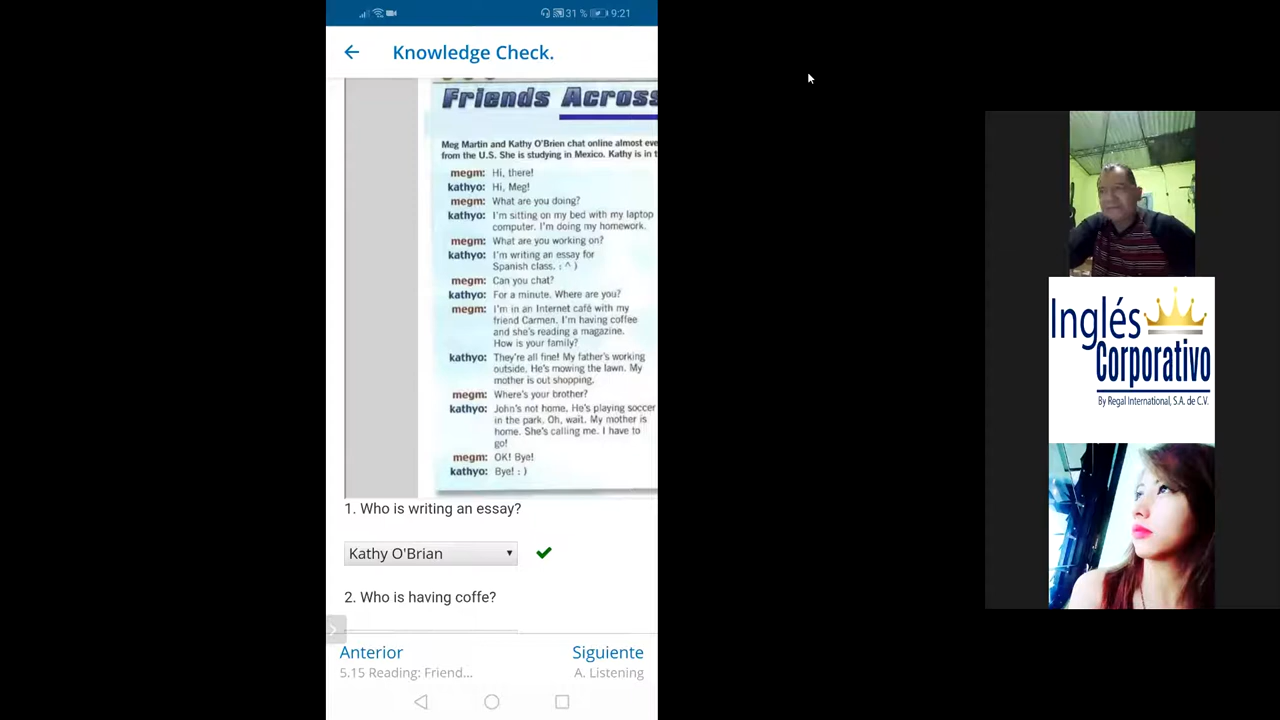 31 % 9:21
Knowledge Check.
Friends Across
Meg Martin and Kathy O'Brien chat online almost eve
from the U.S. She is studying in Mexico. Kathy is in t
megm: Hi, there!
kathyo: Hi, Meg!
megm: What are you doing?
kathyo: I'm sitting on my bed with my laptop
computer. I'm doing my homework.
megm: What are you working on?
kathyo: I'm writing an essay for
Spanish class. : ^ )
megm: Can you chat?
kathyo: For a minute. Where are you?
megm: I'm in an Internet café with my
friend Carmen. I'm having coffee
and she's reading a magazine.
How is your family?
kathyo: They're all fine! My father's working
outside. He's mowing the lawn. My
mother is out shopping.
megm: Where's your brother?
kathyo: John's not home. He's playing soccer
in the park. Oh, wait. My mother is
home. She's calling me. I have to
go!
megm: OK! Bye!
kathyo: Bye! : )
1. Who is writing an essay?
Kathy O'Brian
2. Who is having coffe?
Anterior
5.15 Reading: Friend...
Siguiente
A. Listening
Inglés
Corporativo
By Regal International, S.A. de C.V.